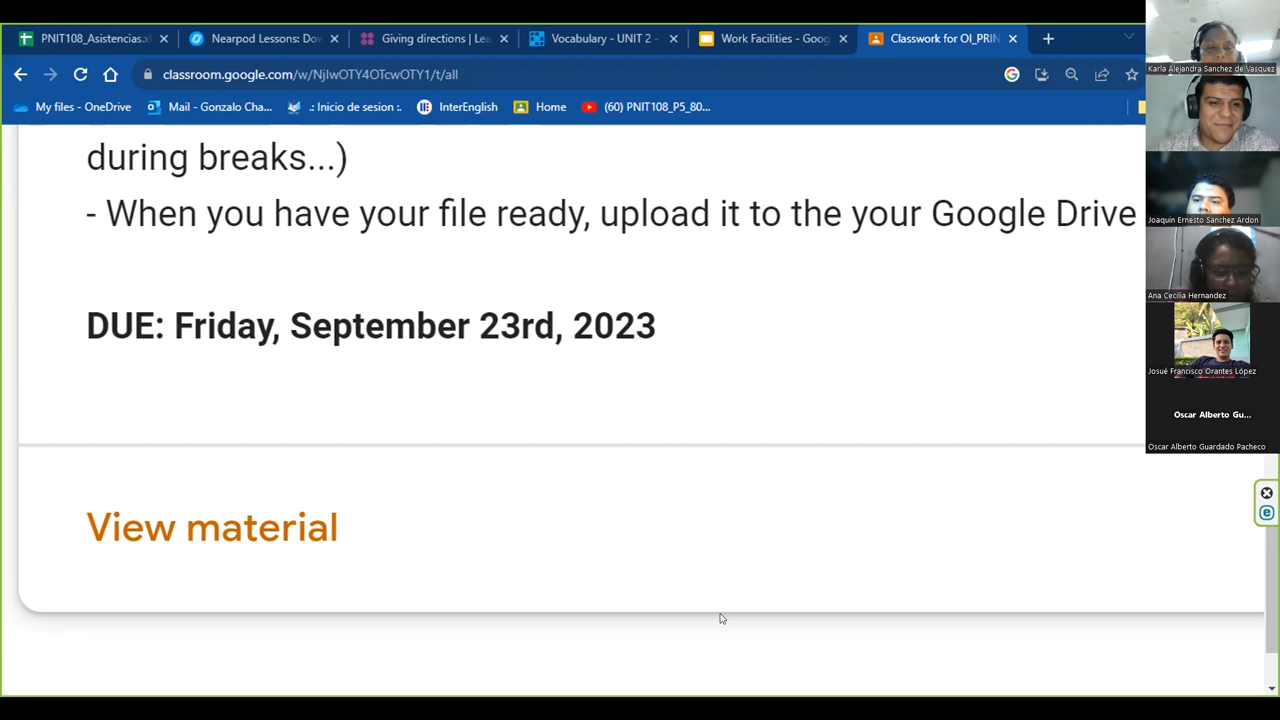 PNIT108_Asistencias.x
Nearpod Lessons: Dov
Giving directions | Lea
Vocabulary - UNIT 2 -
Work Facilities - Goog
Classwork for OI_PRIN
classroom.google.com/w/NjIwOTY4OTcwOTY1/t/all
My files - OneDrive
Mail - Gonzalo Cha...
.: Inicio de sesion :.
InterEnglish
Home
(60) PNIT108_P5_80...
during breaks...)
- When you have your file ready, upload it to the your Google Drive
DUE: Friday, September 23rd, 2023
View material
Karla Alejandra Sanchez de Vasquez
Joaquin Ernesto Sanchez Ardon
Ana Cecilia Hernandez
Josué Francisco Orantes López
Oscar Alberto Gu...
Oscar Alberto Guardado Pacheco